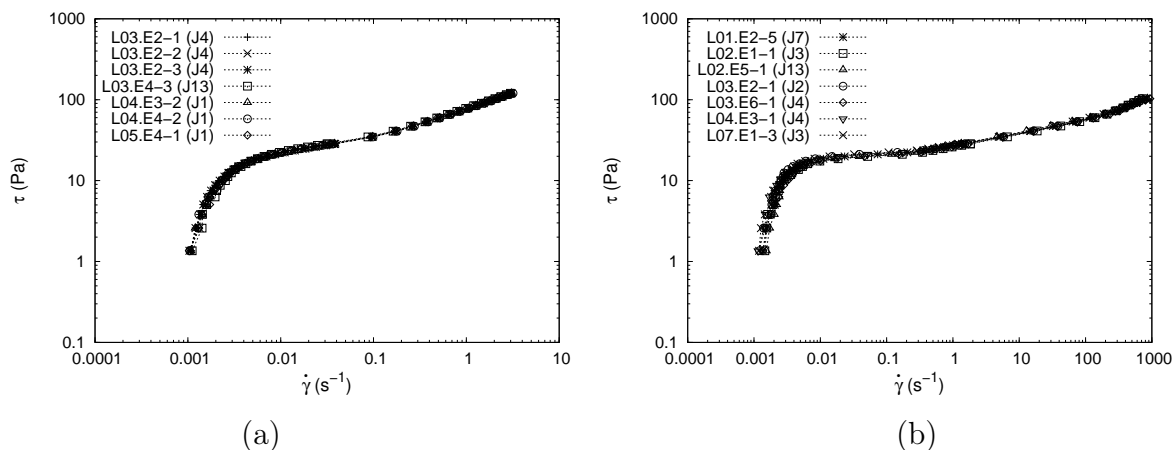 1000
100
10
1
0.1
τ (Pa)
L03.E2−1 (J4)
L03.E2−2 (J4)
L03.E2−3 (J4)
L03.E4−3 (J13)
L04.E3−2 (J1)
L04.E4−2 (J1)
L05.E4−1 (J1)
0.0001 0.001 0.01 0.1 1 10
γ̇ (s⁻¹)
(a)
1000
100
10
1
0.1
τ (Pa)
L01.E2−5 (J7)
L02.E1−1 (J3)
L02.E5−1 (J13)
L03.E2−1 (J2)
L03.E6−1 (J4)
L04.E3−1 (J4)
L07.E1−3 (J3)
0.0001 0.001 0.01 0.1 1 10 100 1000
γ̇ (s⁻¹)
(b)